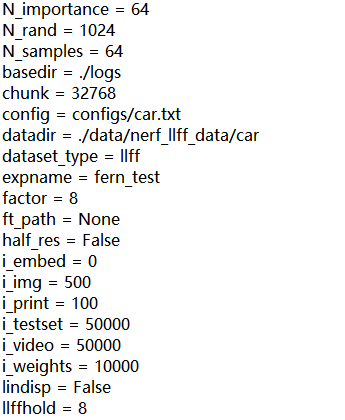 N_importance = 64
N_rand = 1024
N_samples = 64
basedir = ./logs
chunk = 32768
config = configs/car.txt
datadir = ./data/nerf_llff_data/car
dataset_type = llff
expname = fern_test
factor = 8
ft_path = None
half_res = False
i_embed = 0
i_img = 500
i_print = 100
i_testset = 50000
i_video = 50000
i_weights = 10000
lindisp = False
llffhold = 8